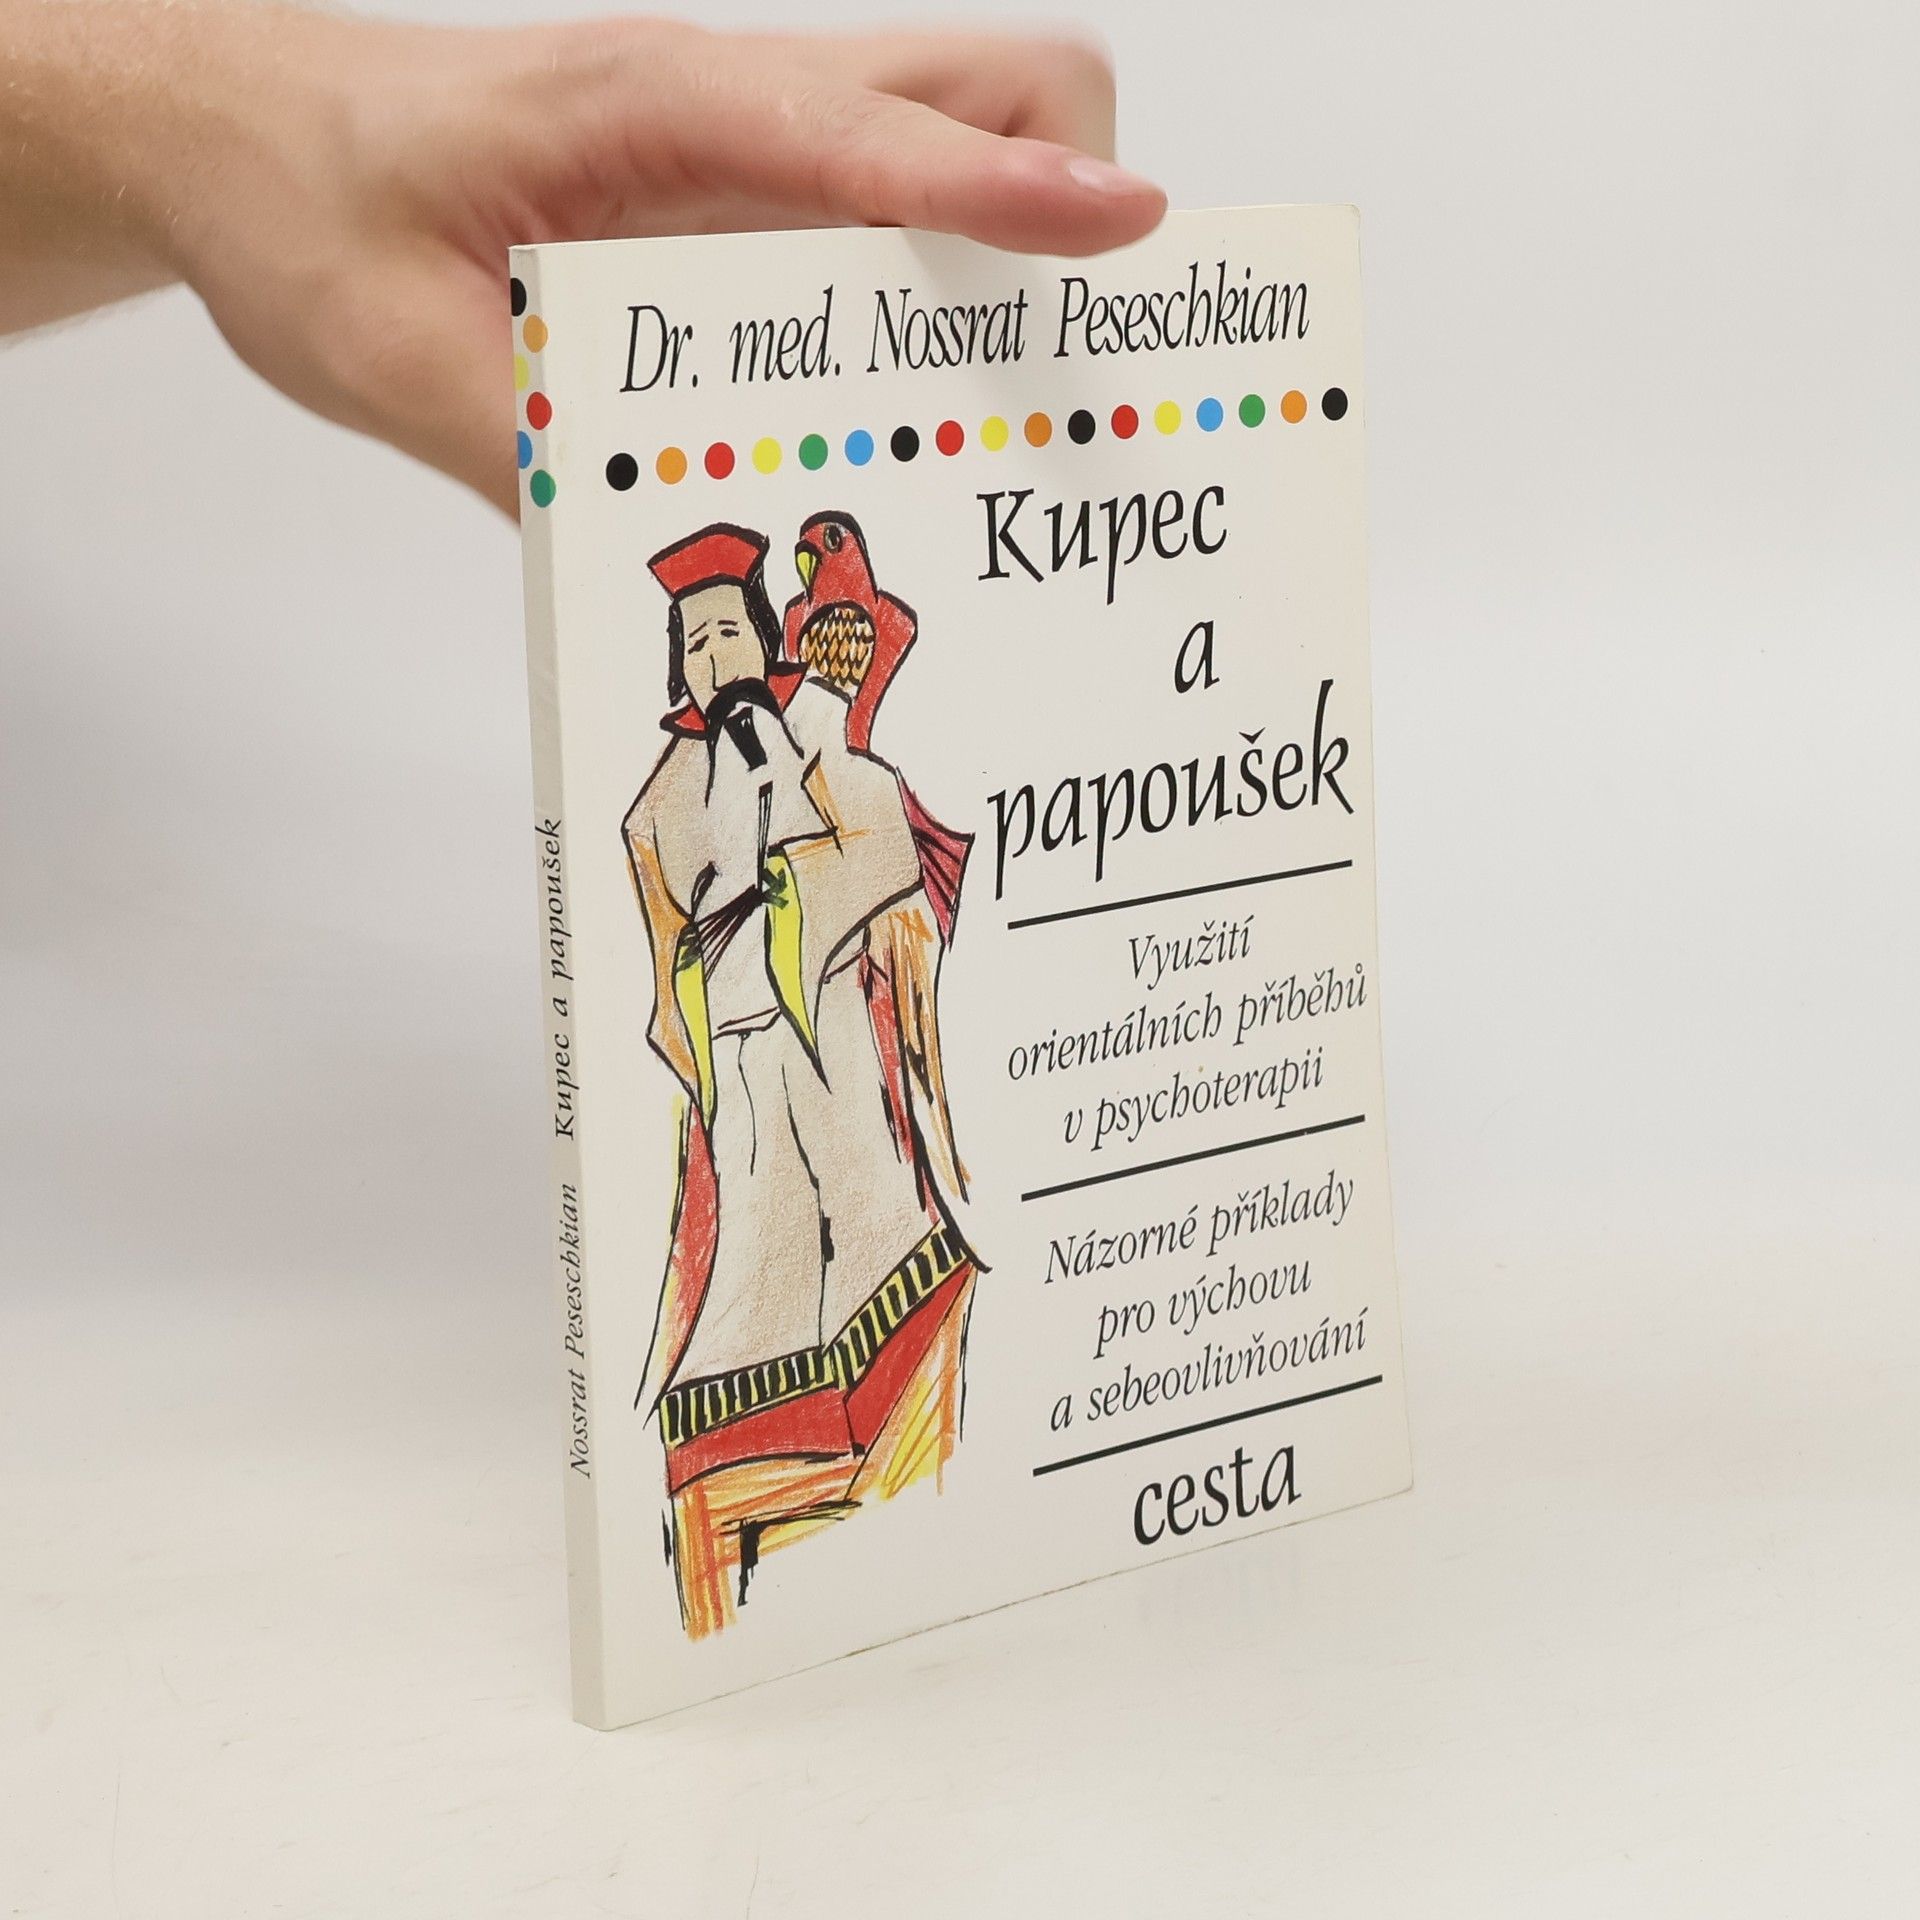 Dr. med. Nossrat Peseschkian
Kupec
a
papoušek
Využití
orientálních příběhů
v psychoterapii
Názorné příklady
pro výchovu
a sebeovlivňování
cesta
Nossrat Peseschkian Kupec a papoušek